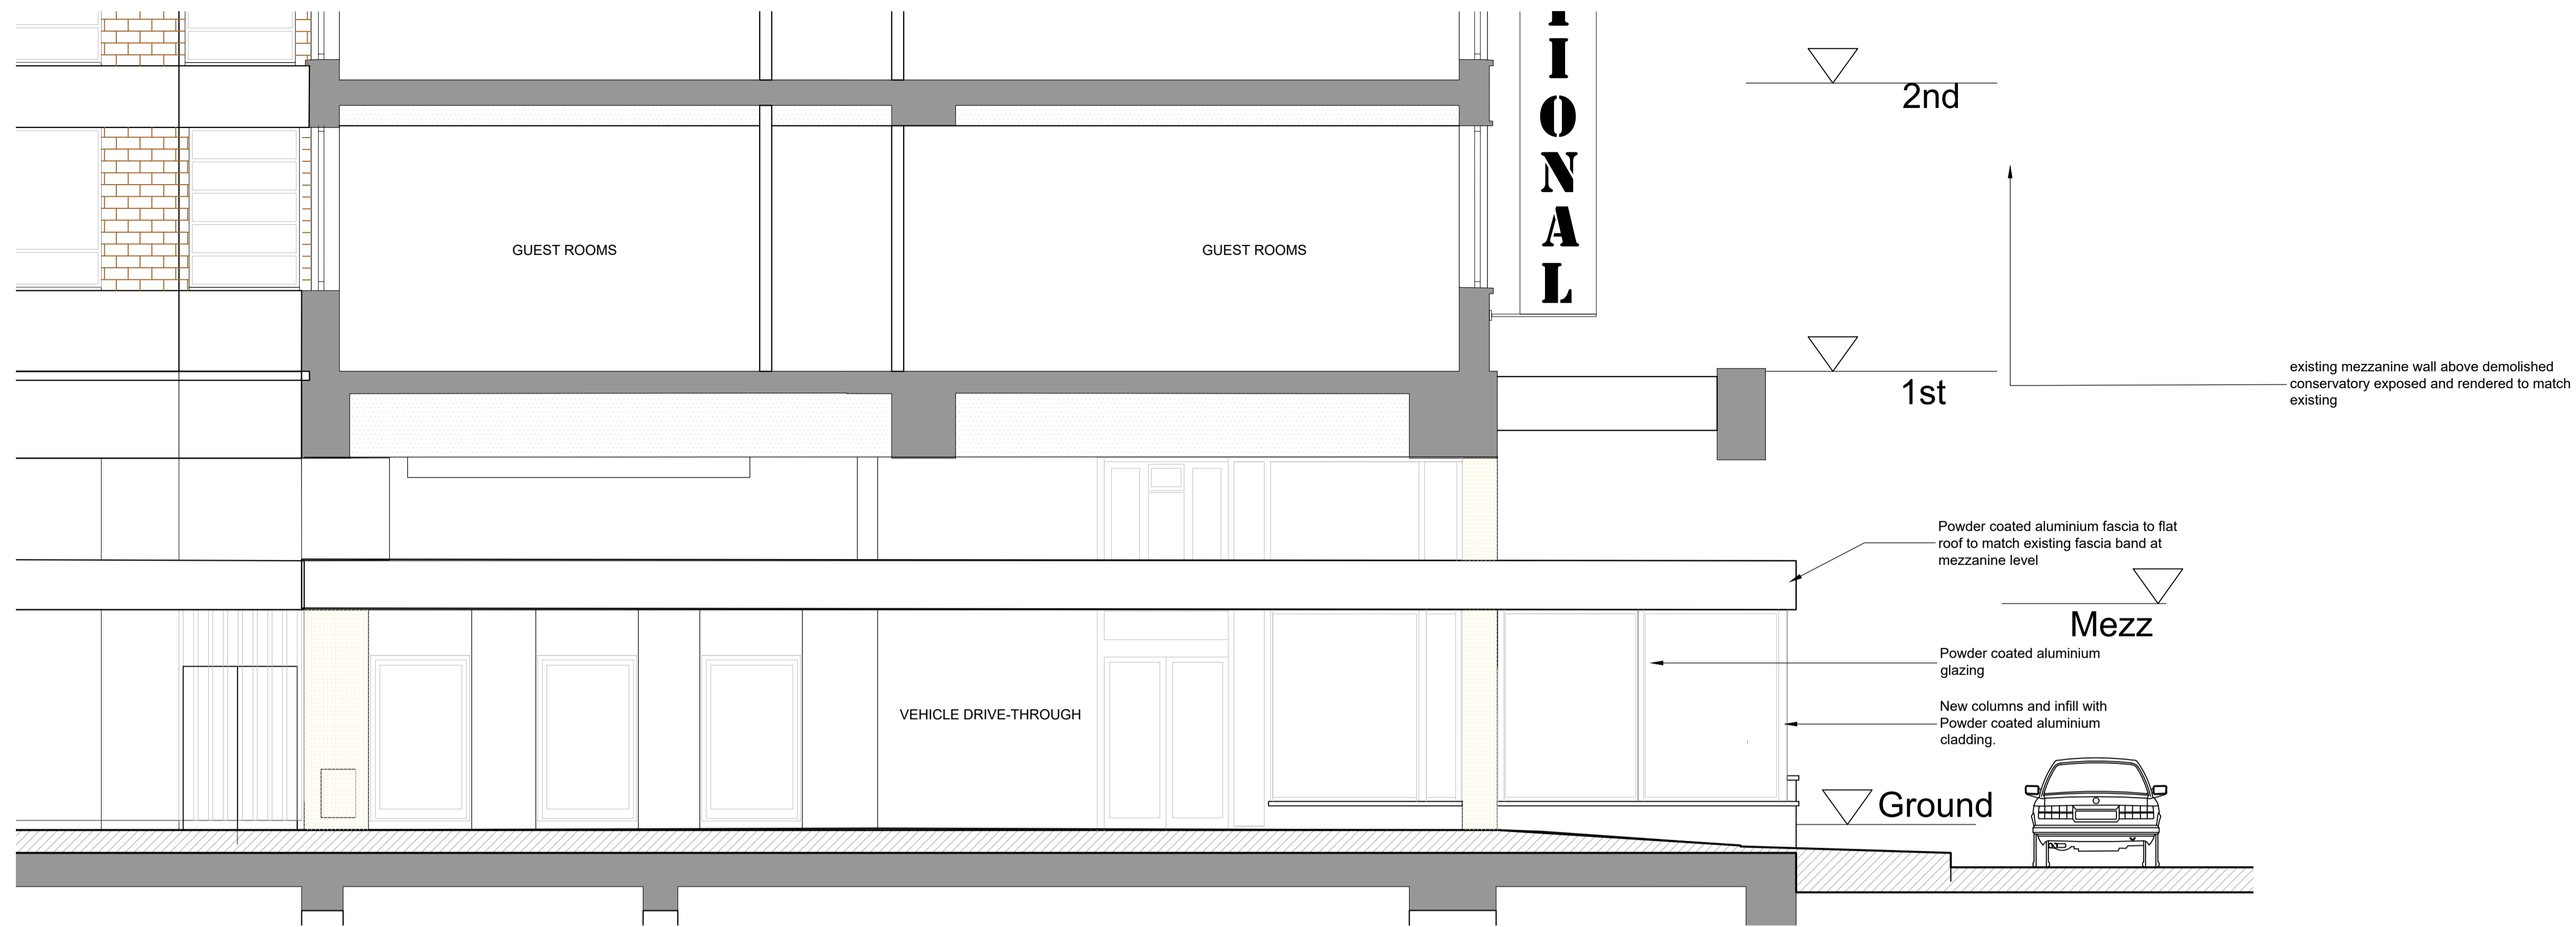 I
I
O
N
A
L
2nd
GUEST ROOMS
GUEST ROOMS
1st
existing mezzanine wall above demolished
conservatory exposed and rendered to match
existing
Powder coated aluminium fascia to flat
roof to match existing fascia band at
mezzanine level
Mezz
Powder coated aluminium
glazing
New columns and infill with
Powder coated aluminium
cladding.
VEHICLE DRIVE-THROUGH
Ground